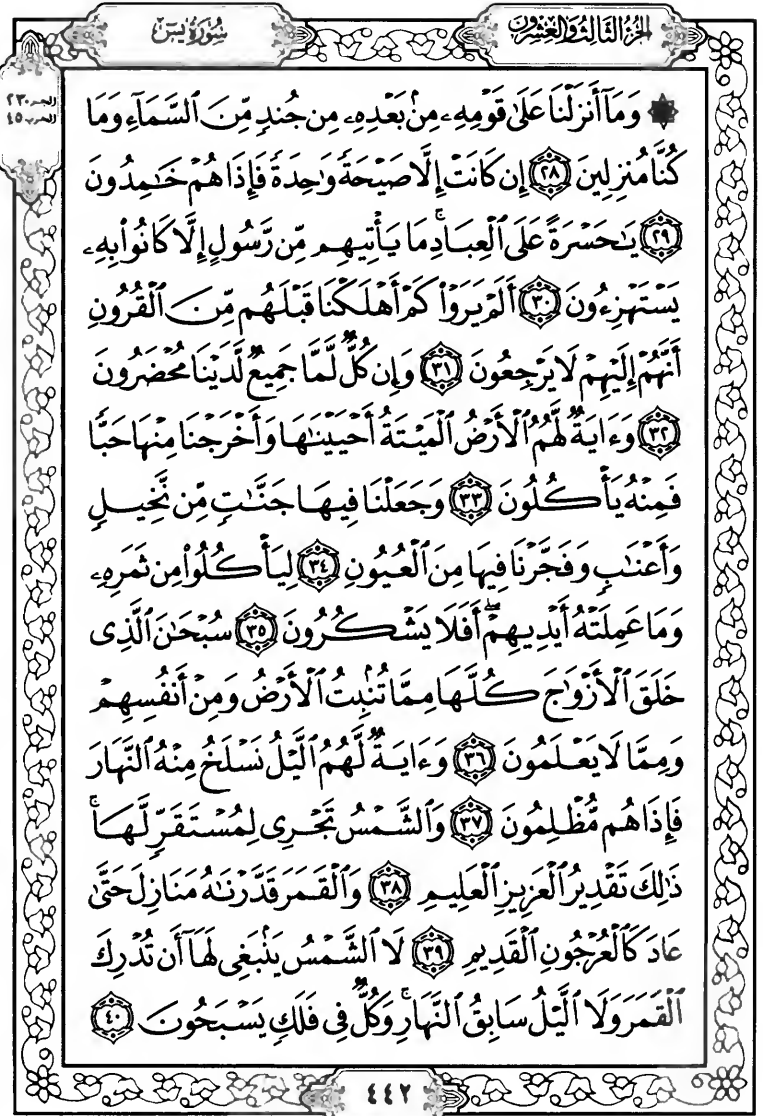 الجزء الثالث والعشرون
سورة يس
الجزء ٢٣
الحزب ٤٥
۞ وَمَآ أَنزَلْنَا عَلَىٰ قَوْمِهِۦ مِنۢ بَعْدِهِۦ مِن جُندٍ مِّنَ ٱلسَّمَآءِ وَمَا
كُنَّا مُنزِلِينَ ٢٨ إِن كَانَتْ إِلَّا صَيْحَةً وَٰحِدَةً فَإِذَا هُمْ خَـٰمِدُونَ
٢٩ يَـٰحَسْرَةً عَلَى ٱلْعِبَادِ ۚ مَا يَأْتِيهِم مِّن رَّسُولٍ إِلَّا كَانُوا۟ بِهِۦ
يَسْتَهْزِءُونَ ٣٠ أَلَمْ يَرَوْا۟ كَمْ أَهْلَكْنَا قَبْلَهُم مِّنَ ٱلْقُرُونِ
أَنَّهُمْ إِلَيْهِمْ لَا يَرْجِعُونَ ٣١ وَإِن كُلٌّ لَّمَّا جَمِيعٌ لَّدَيْنَا مُحْضَرُونَ
٣٢ وَءَايَةٌ لَّهُمُ ٱلْأَرْضُ ٱلْمَيْتَةُ أَحْيَيْنَـٰهَا وَأَخْرَجْنَا مِنْهَا حَبًّا
فَمِنْهُ يَأْكُلُونَ ٣٣ وَجَعَلْنَا فِيهَا جَنَّـٰتٍ مِّن نَّخِيلٍ
وَأَعْنَـٰبٍ وَفَجَّرْنَا فِيهَا مِنَ ٱلْعُيُونِ ٣٤ لِيَأْكُلُوا۟ مِن ثَمَرِهِۦ
وَمَا عَمِلَتْهُ أَيْدِيهِمْ ۖ أَفَلَا يَشْكُرُونَ ٣٥ سُبْحَـٰنَ ٱلَّذِى
خَلَقَ ٱلْأَزْوَٰجَ كُلَّهَا مِمَّا تُنۢبِتُ ٱلْأَرْضُ وَمِنْ أَنفُسِهِمْ
وَمِمَّا لَا يَعْلَمُونَ ٣٦ وَءَايَةٌ لَّهُمُ ٱلَّيْلُ نَسْلَخُ مِنْهُ ٱلنَّهَارَ
فَإِذَا هُم مُّظْلِمُونَ ٣٧ وَٱلشَّمْسُ تَجْرِى لِمُسْتَقَرٍّ لَّهَا ۚ
ذَٰلِكَ تَقْدِيرُ ٱلْعَزِيزِ ٱلْعَلِيمِ ٣٨ وَٱلْقَمَرَ قَدَّرْنَـٰهُ مَنَازِلَ حَتَّىٰ
عَادَ كَٱلْعُرْجُونِ ٱلْقَدِيمِ ٣٩ لَا ٱلشَّمْسُ يَنۢبَغِى لَهَآ أَن تُدْرِكَ
ٱلْقَمَرَ وَلَا ٱلَّيْلُ سَابِقُ ٱلنَّهَارِ ۚ وَكُلٌّ فِى فَلَكٍ يَسْبَحُونَ ٤٠
٤٤٢